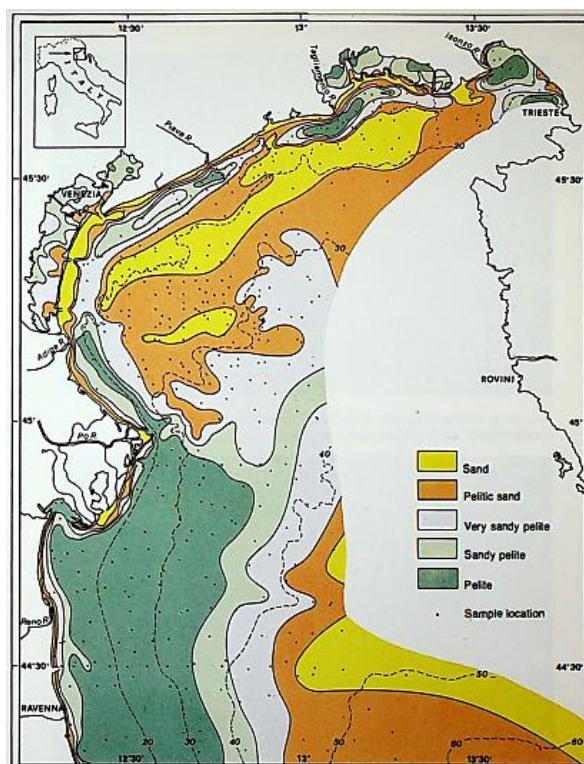 12°30'
13°
13°30'
ITALY
Isonzo R.
Tagliamento R.
TRIESTE
Piave R.
20
45°30'
45°30'
VENEZIA
30
Adige R.
ROVINJ
45°
45°
Po R.
40
Sand
Pelitic sand
Very sandy pelite
Sandy pelite
Pelite
Sample location
Reno R.
44°30'
44°30'
50
RAVENNA
20
30
40
50
60
60
12°30'
13°
13°30'